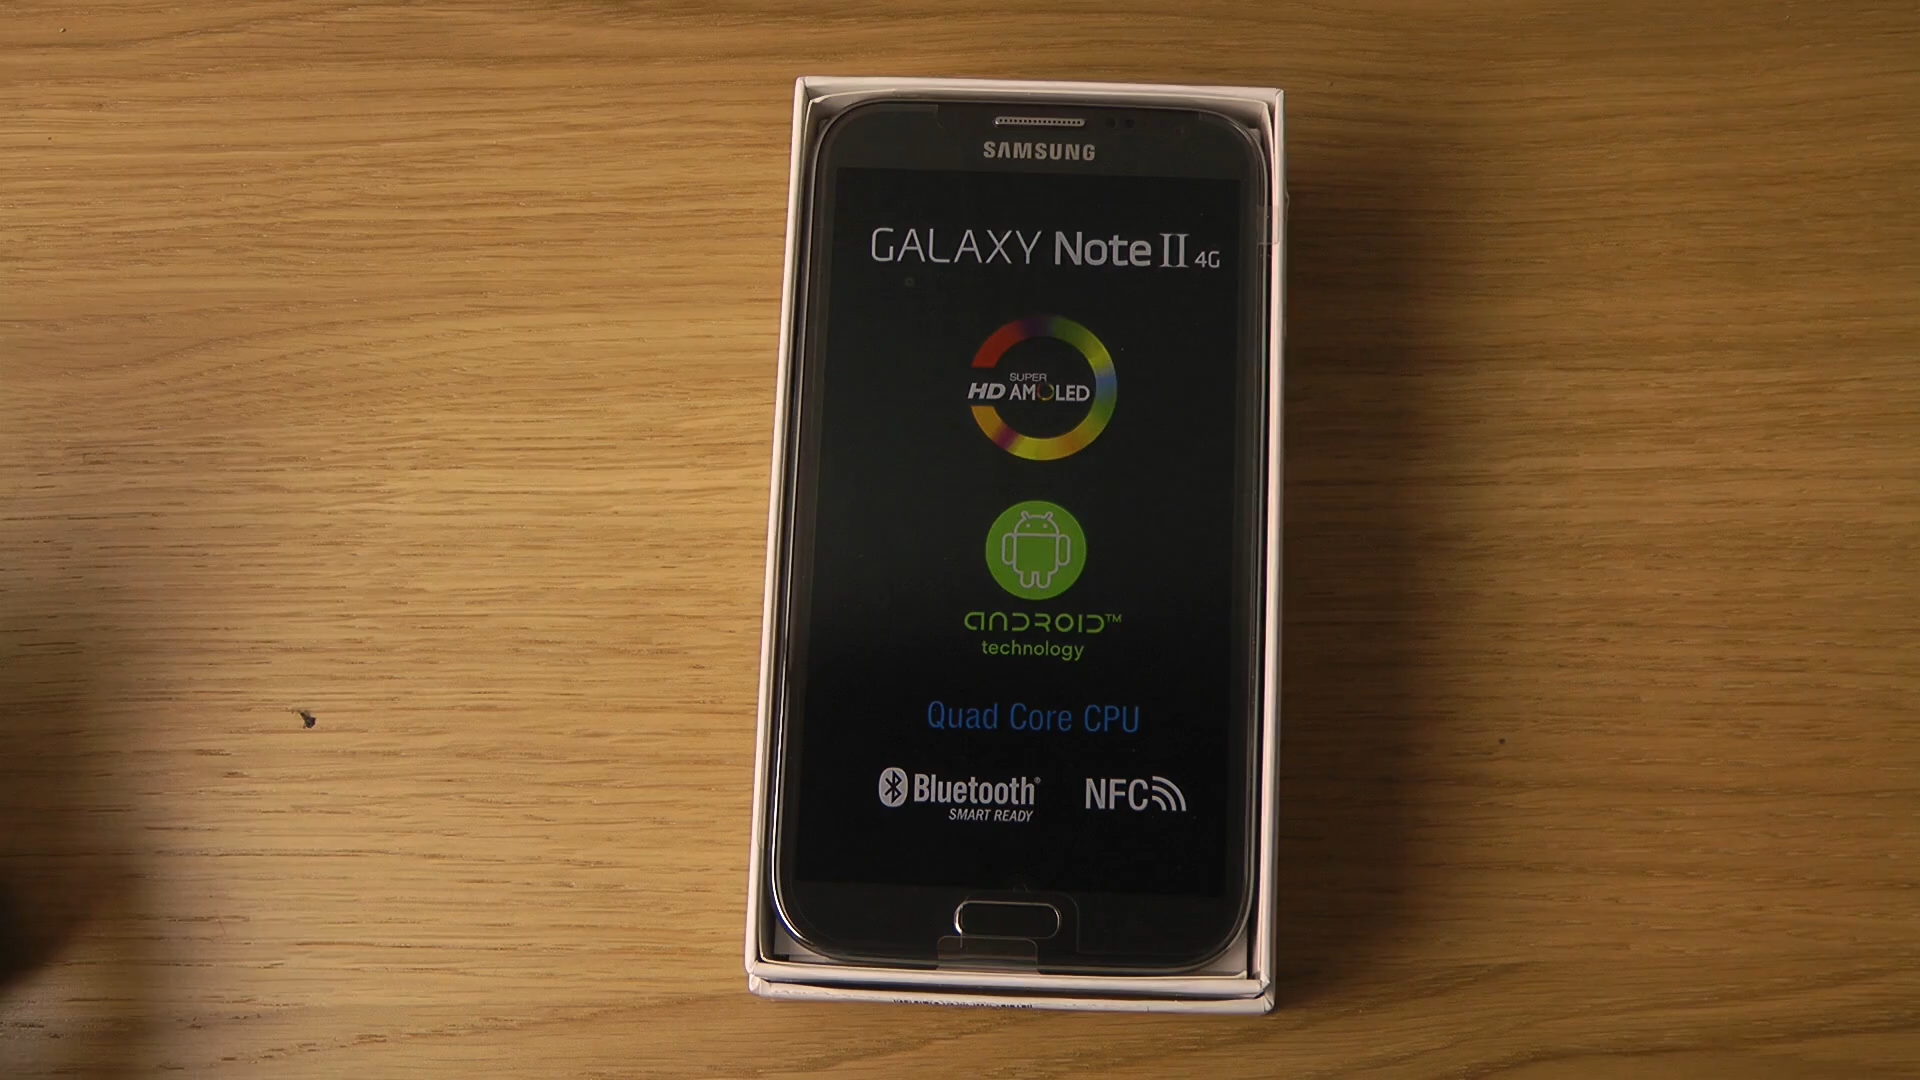 SAMSUNG
GALAXY Note II 4G
SUPER
HD AMOLED
ANDROID™
technology
Quad Core CPU
Bluetooth® NFC
SMART READY